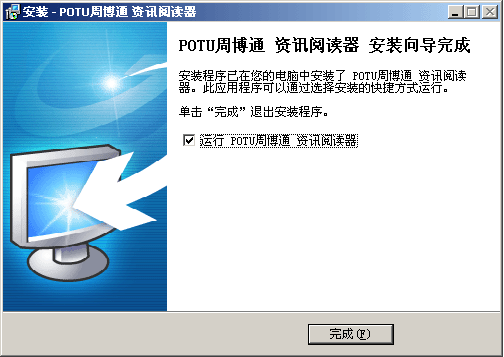 安装 - POTU周博通 资讯阅读器
POTU周博通 资讯阅读器 安装向导完成
安装程序已在您的电脑中安装了 POTU周博通 资讯阅读
器。此应用程序可以通过选择安装的快捷方式运行。
单击“完成”退出安装程序。
运行 POTU周博通 资讯阅读器
完成(F)